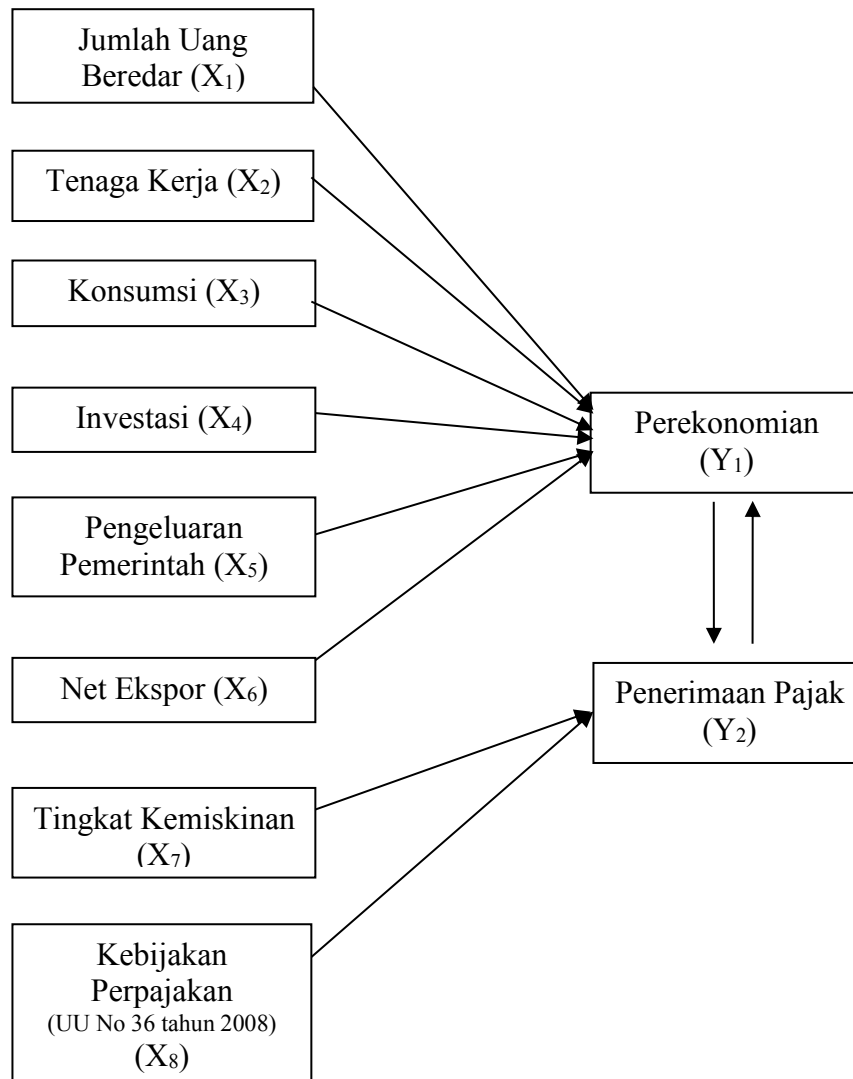 Jumlah Uang
Beredar (X₁)
Tenaga Kerja (X₂)
Konsumsi (X₃)
Investasi (X₄)
Perekonomian
(Y₁)
Pengeluaran
Pemerintah (X₅)
Net Ekspor (X₆)
Penerimaan Pajak
(Y₂)
Tingkat Kemiskinan
(X₇)
Kebijakan
Perpajakan
(UU No 36 tahun 2008)
(X₈)